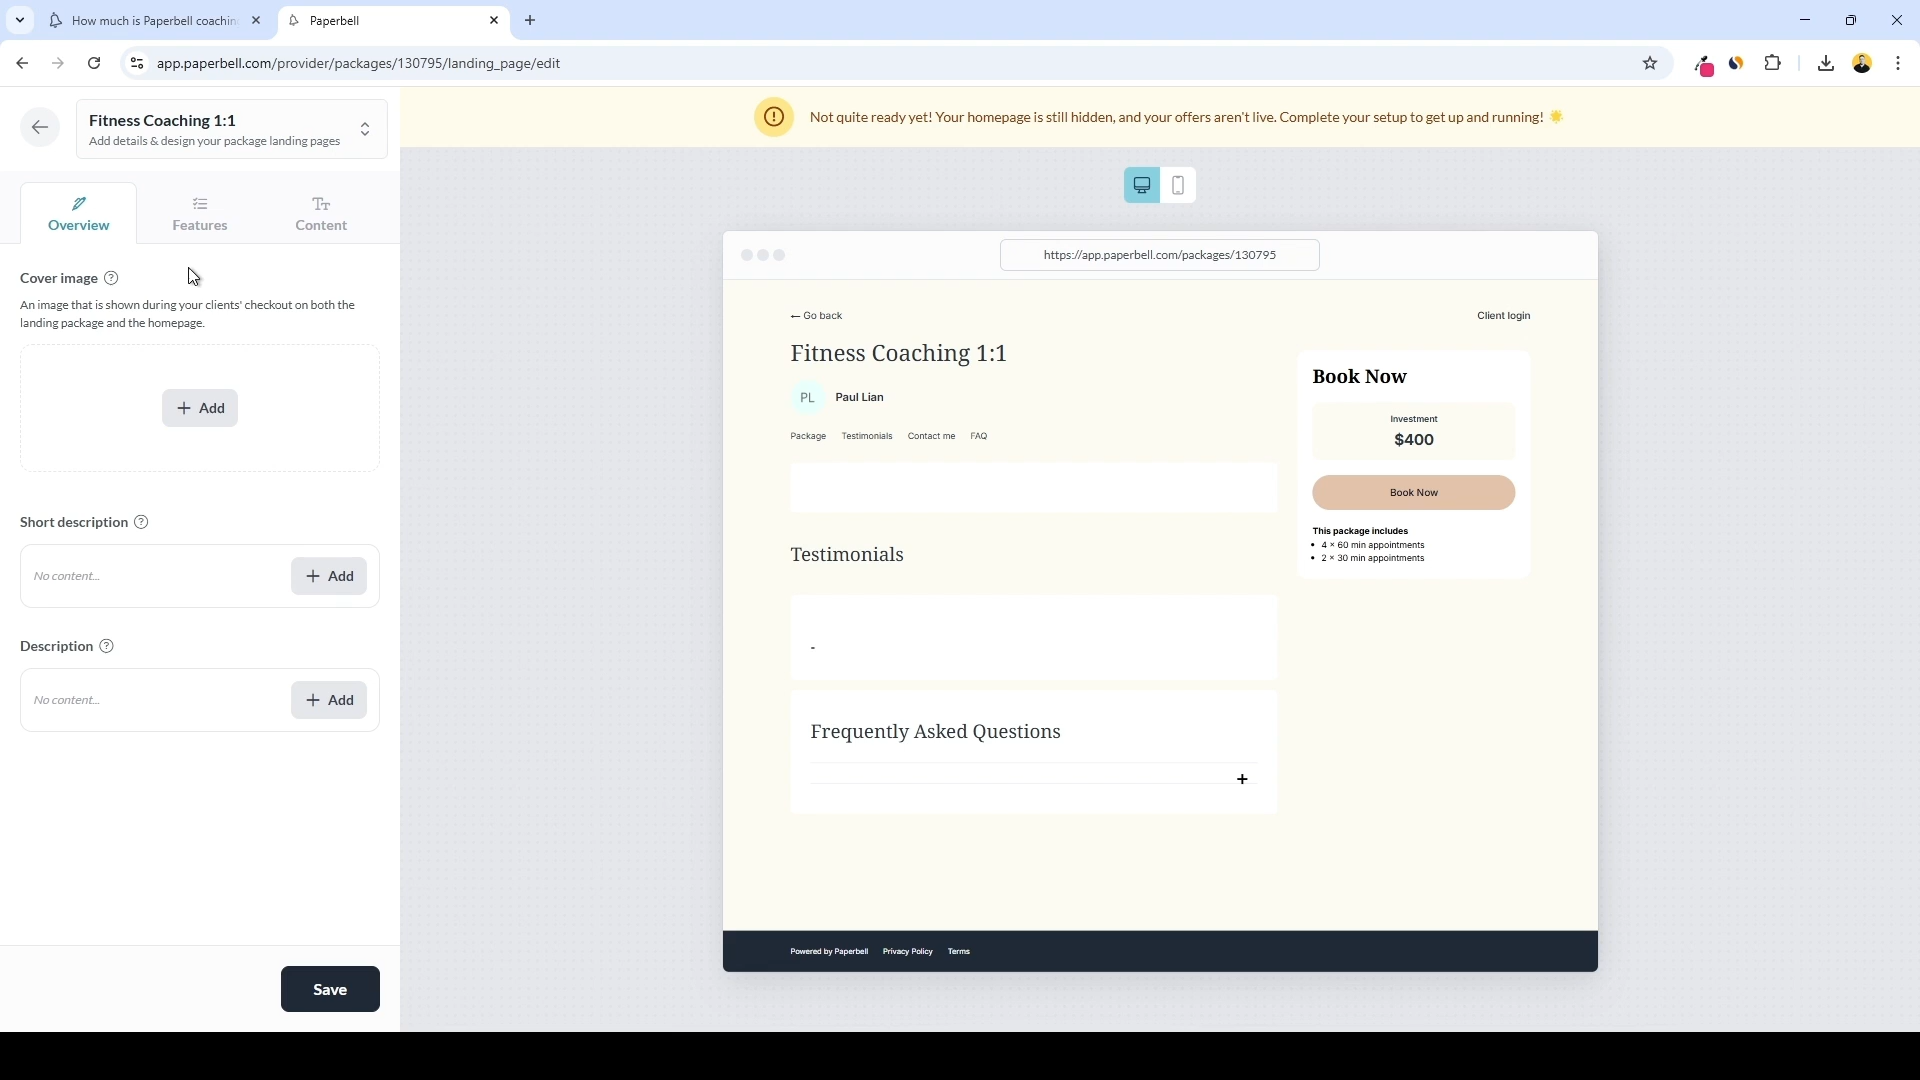 How much is Paperbell coachin
Paperbell
app.paperbell.com/provider/packages/130795/landing_page/edit
Fitness Coaching 1:1
Add details & design your package landing pages
Not quite ready yet! Your homepage is still hidden, and your offers aren't live. Complete your setup to get up and running! 🌟
Overview
Features
Content
Cover image
An image that is shown during your clients' checkout on both the
landing package and the homepage.
+ Add
Short description
No content...
+ Add
Description
No content...
+ Add
Save
https://app.paperbell.com/packages/130795
← Go back
Client login
Fitness Coaching 1:1
PL
Paul Lian
Package Testimonials Contact me FAQ
Testimonials
-
Frequently Asked Questions
+
Book Now
Investment
$400
Book Now
This package includes
• 4 × 60 min appointments
• 2 × 30 min appointments
Powered by Paperbell Privacy Policy Terms